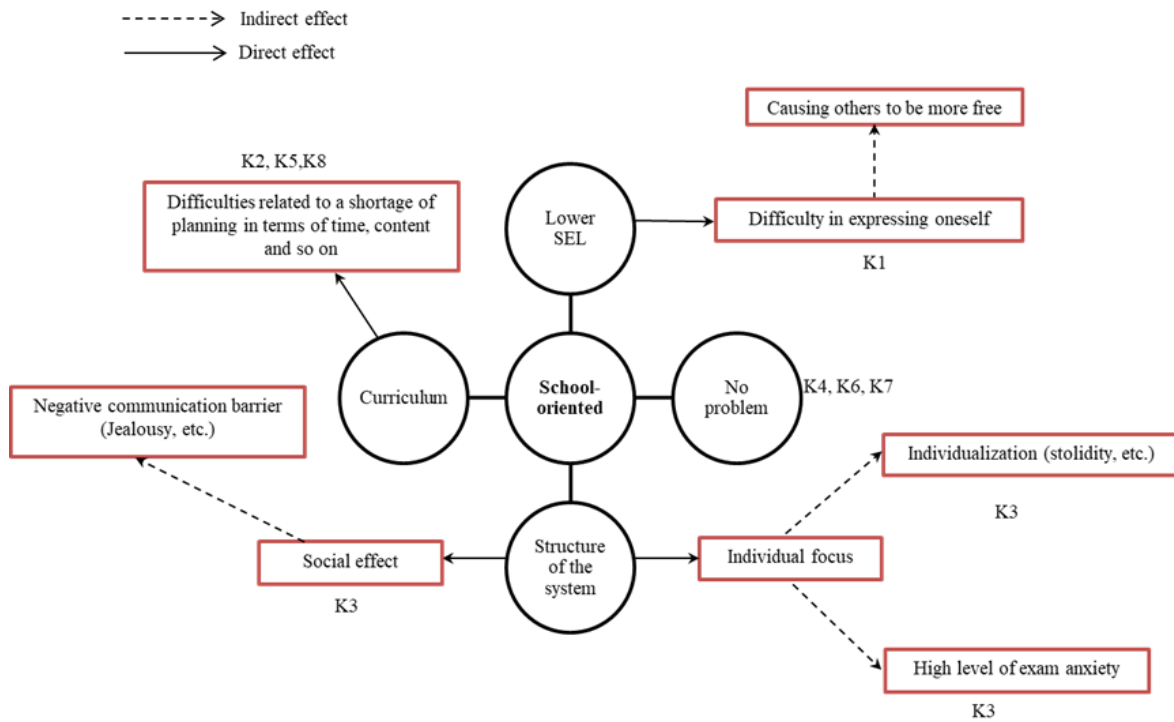 Indirect effect
Direct effect
Causing others to be more free
K2, K5,K8
Difficulties related to a shortage of
planning in terms of time, content
and so on
Lower
SEL
Difficulty in expressing oneself
K1
Curriculum
School-
oriented
No
problem
K4, K6, K7
Negative communication barrier
(Jealousy, etc.)
Individualization (stolidity, etc.)
K3
Social effect
K3
Structure
of the
system
Individual focus
High level of exam anxiety
K3